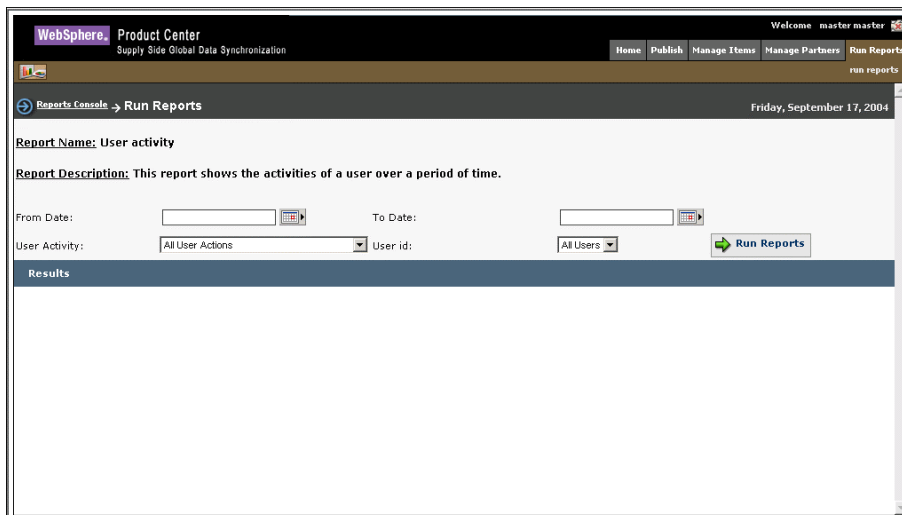 WebSphere. Product Center
Supply Side Global Data Synchronization
Welcome master master
Home Publish Manage Items Manage Partners Run Reports
run reports
Reports Console → Run Reports
Friday, September 17, 2004
Report Name: User activity
Report Description: This report shows the activities of a user over a period of time.
From Date: To Date:
User Activity: All User Actions User id: All Users Run Reports
Results